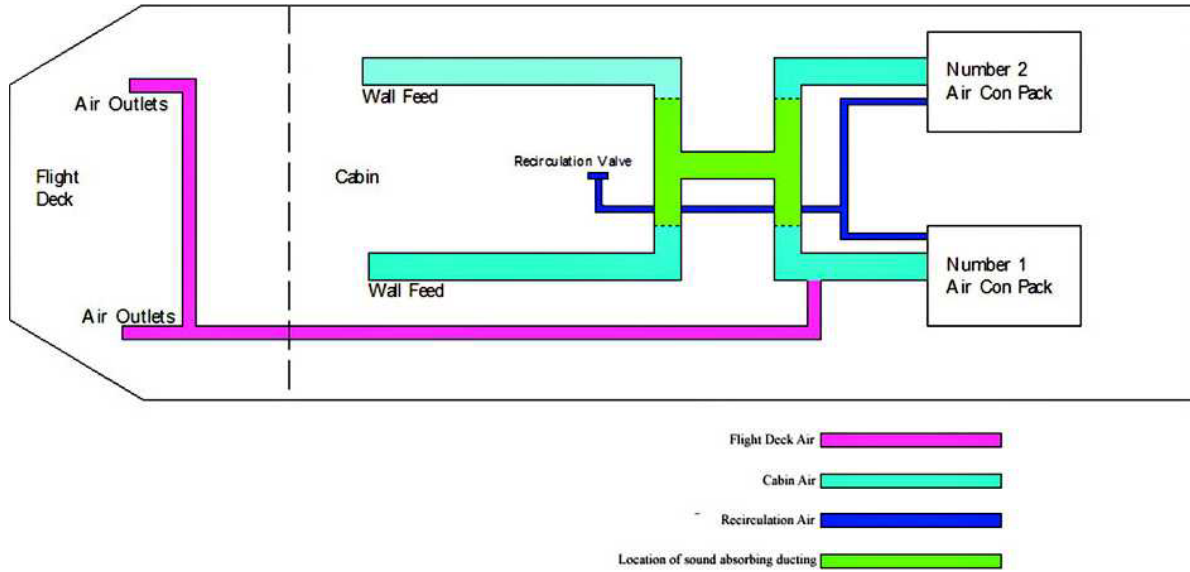 Number 2
Air Con Pack
Air Outlets
Wall Feed
Recirculation Valve
Flight
Deck
Cabin
Number 1
Air Con Pack
Wall Feed
Air Outlets
Flight Deck Air
Cabin Air
Recirculation Air
Location of sound absorbing ducting